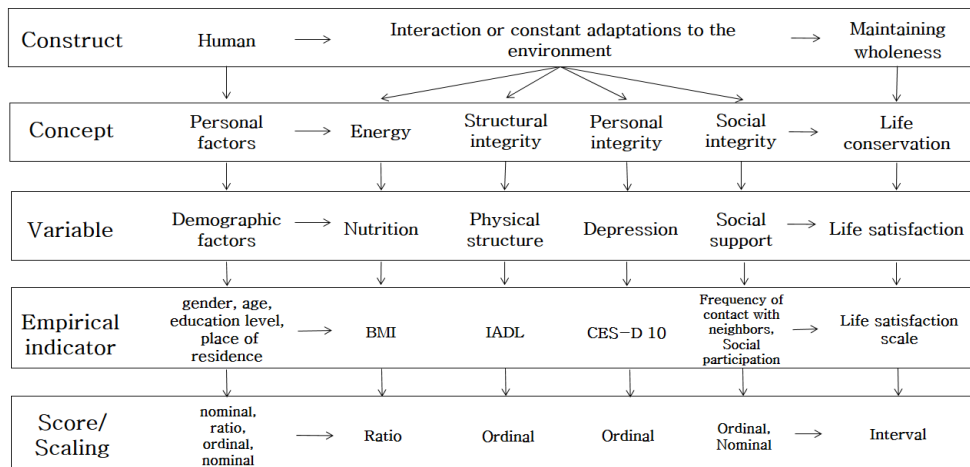 Construct
Human
Interaction or constant adaptations to the
environment
Maintaining
wholeness
Concept
Personal
factors
Energy
Structural
integrity
Personal
integrity
Social
integrity
Life
conservation
Variable
Demographic
factors
Nutrition
Physical
structure
Depression
Social
support
Life satisfaction
Empirical
indicator
gender, age,
education level,
place of
residence
BMI
IADL
CES-D 10
Frequency of
contact with
neighbors,
Social
participation
Life satisfaction
scale
Score/
Scaling
nominal,
ratio,
ordinal,
nominal
Ratio
Ordinal
Ordinal
Ordinal,
Nominal
Interval